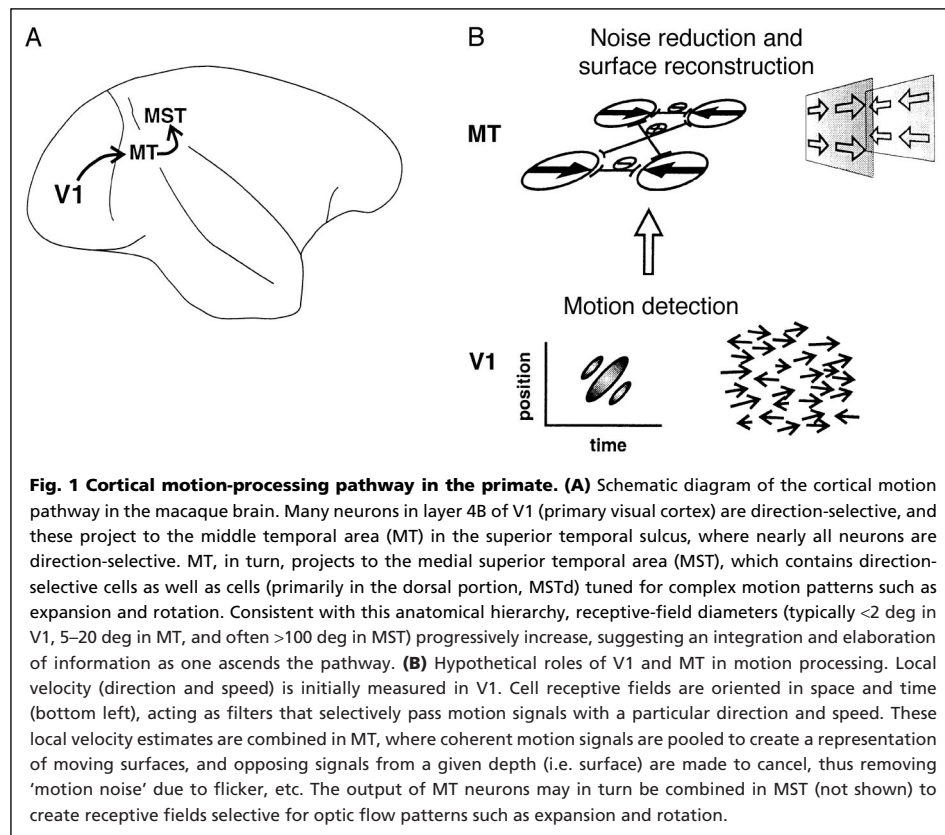 A
MST
MT
V1
B
Noise reduction and
surface reconstruction
MT
Motion detection
V1
position
time
Fig. 1 Cortical motion-processing pathway in the primate. (A) Schematic diagram of the cortical motion
pathway in the macaque brain. Many neurons in layer 4B of V1 (primary visual cortex) are direction-selective, and
these project to the middle temporal area (MT) in the superior temporal sulcus, where nearly all neurons are
direction-selective. MT, in turn, projects to the medial superior temporal area (MST), which contains direction-
selective cells as well as cells (primarily in the dorsal portion, MSTd) tuned for complex motion patterns such as
expansion and rotation. Consistent with this anatomical hierarchy, receptive-field diameters (typically <2 deg in
V1, 5–20 deg in MT, and often >100 deg in MST) progressively increase, suggesting an integration and elaboration
of information as one ascends the pathway. (B) Hypothetical roles of V1 and MT in motion processing. Local
velocity (direction and speed) is initially measured in V1. Cell receptive fields are oriented in space and time
(bottom left), acting as filters that selectively pass motion signals with a particular direction and speed. These
local velocity estimates are combined in MT, where coherent motion signals are pooled to create a representation
of moving surfaces, and opposing signals from a given depth (i.e. surface) are made to cancel, thus removing
‘motion noise’ due to flicker, etc. The output of MT neurons may in turn be combined in MST (not shown) to
create receptive fields selective for optic flow patterns such as expansion and rotation.